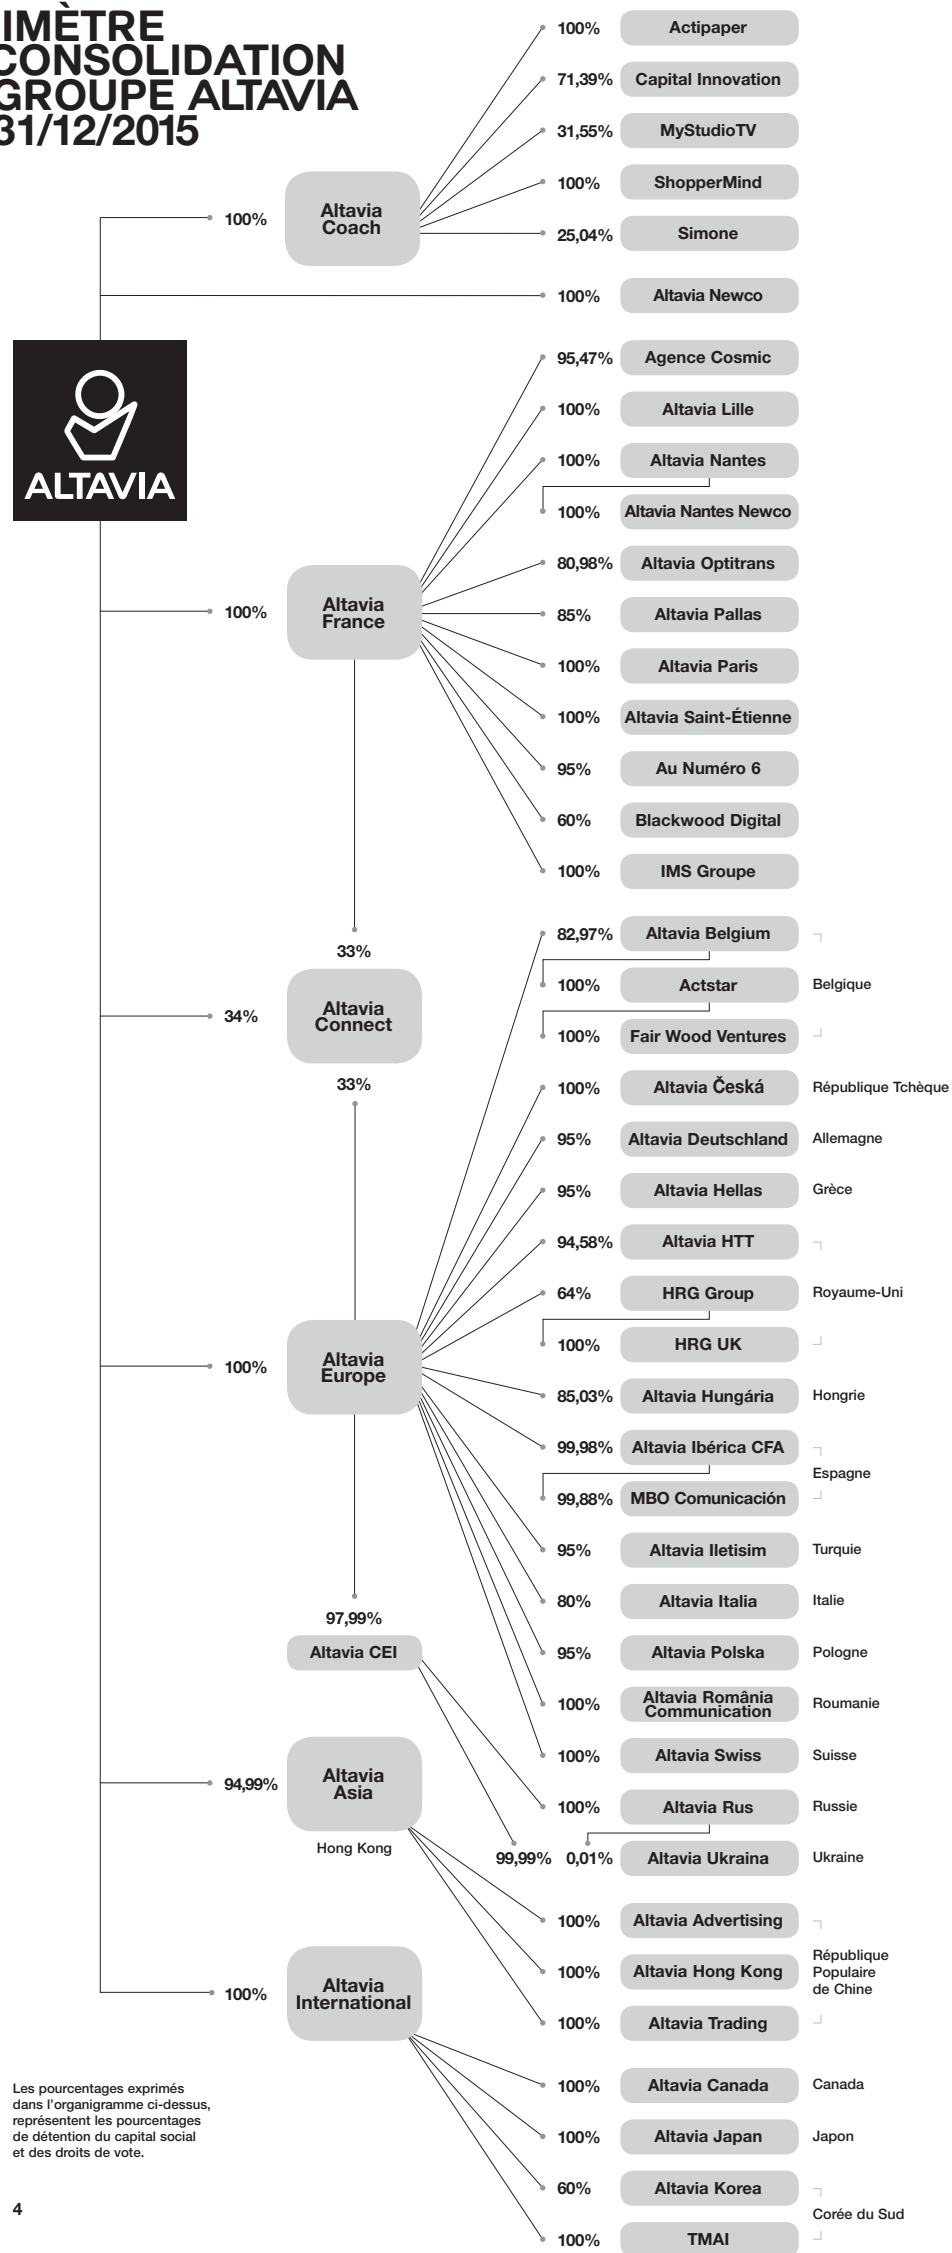 IMÈTRE
CONSOLIDATION
GROUPE ALTAVIA
31/12/2015
100% Actipaper
71,39% Capital Innovation
31,55% MyStudioTV
100% ShopperMind
25,04% Simone
100%
Altavia
Coach
100% Altavia Newco
ALTAVIA
95,47% Agence Cosmic
100% Altavia Lille
100% Altavia Nantes
100% Altavia Nantes Newco
80,98% Altavia Optitrans
85% Altavia Pallas
100% Altavia Paris
100% Altavia Saint-Étienne
95% Au Numéro 6
60% Blackwood Digital
100% IMS Groupe
100%
Altavia
France
33%
34%
Altavia
Connect
33%
82,97% Altavia Belgium
100% Actstar
Belgique
100% Fair Wood Ventures
100% Altavia Česká République Tchèque
95% Altavia Deutschland Allemagne
95% Altavia Hellas Grèce
94,58% Altavia HTT
64% HRG Group Royaume-Uni
100% HRG UK
85,03% Altavia Hungária Hongrie
99,98% Altavia Ibérica CFA
Espagne
99,88% MBO Comunicación
95% Altavia Iletisim Turquie
80% Altavia Italia Italie
95% Altavia Polska Pologne
100% Altavia România
Communication Roumanie
100% Altavia Swiss Suisse
100%
Altavia
Europe
97,99%
Altavia CEI
100% Altavia Rus Russie
99,99% 0,01% Altavia Ukraina Ukraine
94,99%
Altavia
Asia
Hong Kong
100% Altavia Advertising
100% Altavia Hong Kong
100% Altavia Trading
République
Populaire
de Chine
100%
Altavia
International
100% Altavia Canada Canada
100% Altavia Japan Japon
60% Altavia Korea
Corée du Sud
100% TMAI
Les pourcentages exprimés
dans l'organigramme ci-dessus,
représentent les pourcentages
de détention du capital social
et des droits de vote.
4